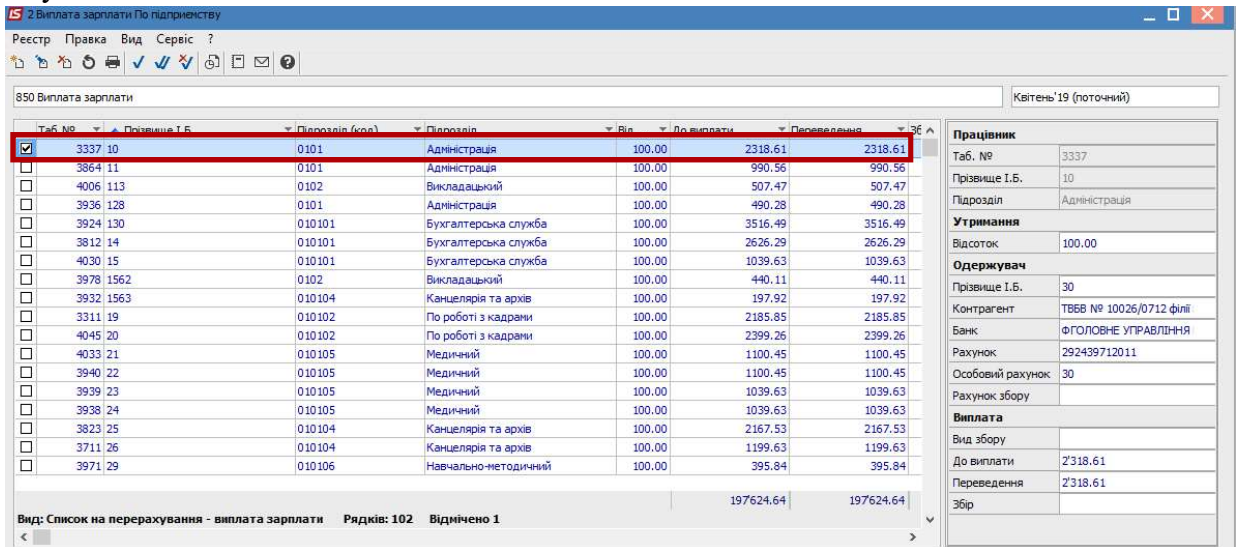 2 Виплата зарплати По підприємству
Реєстр Правка Вид Сервіс ?
850 Виплата зарплати Квітень'19 (поточний)
Таб. № Прізвище І.Б. Підрозділ (код) Підрозділ Від До виплати Переведення Зб
3337 10 0101 Адміністрація 100.00 2318.61 2318.61
3864 11 0101 Адміністрація 100.00 990.56 990.56
4006 113 0102 Викладацький 100.00 507.47 507.47
3936 128 0101 Адміністрація 100.00 490.28 490.28
3924 130 010101 Бухгалтерська служба 100.00 3516.49 3516.49
3812 14 010101 Бухгалтерська служба 100.00 2626.29 2626.29
4030 15 010101 Бухгалтерська служба 100.00 1039.63 1039.63
3978 1562 0102 Викладацький 100.00 440.11 440.11
3932 1563 010104 Канцелярія та архів 100.00 197.92 197.92
3311 19 010102 По роботі з кадрами 100.00 2185.85 2185.85
4045 20 010102 По роботі з кадрами 100.00 2399.26 2399.26
4033 21 010105 Медичний 100.00 1100.45 1100.45
3940 22 010105 Медичний 100.00 1100.45 1100.45
3939 23 010105 Медичний 100.00 1039.63 1039.63
3938 24 010105 Медичний 100.00 1039.63 1039.63
3823 25 010104 Канцелярія та архів 100.00 2167.53 2167.53
3711 26 010104 Канцелярія та архів 100.00 1199.63 1199.63
3971 29 010106 Навчально-методичний 100.00 395.84 395.84
197624.64 197624.64
Вид: Список на перерахування - виплата зарплати Рядків: 102 Відмічено 1
Працівник
Таб. № 3337
Прізвище І.Б. 10
Підрозділ Адміністрація
Утримання
Відсоток 100.00
Одержувач
Прізвище І.Б. 30
Контрагент ТВБВ № 10026/0712 філії
Банк ФГОЛОВНЕ УПРАВЛІННЯ
Рахунок 292439712011
Особовий рахунок 30
Рахунок збору
Виплата
Вид збору
До виплати 2'318.61
Переведення 2'318.61
Збір